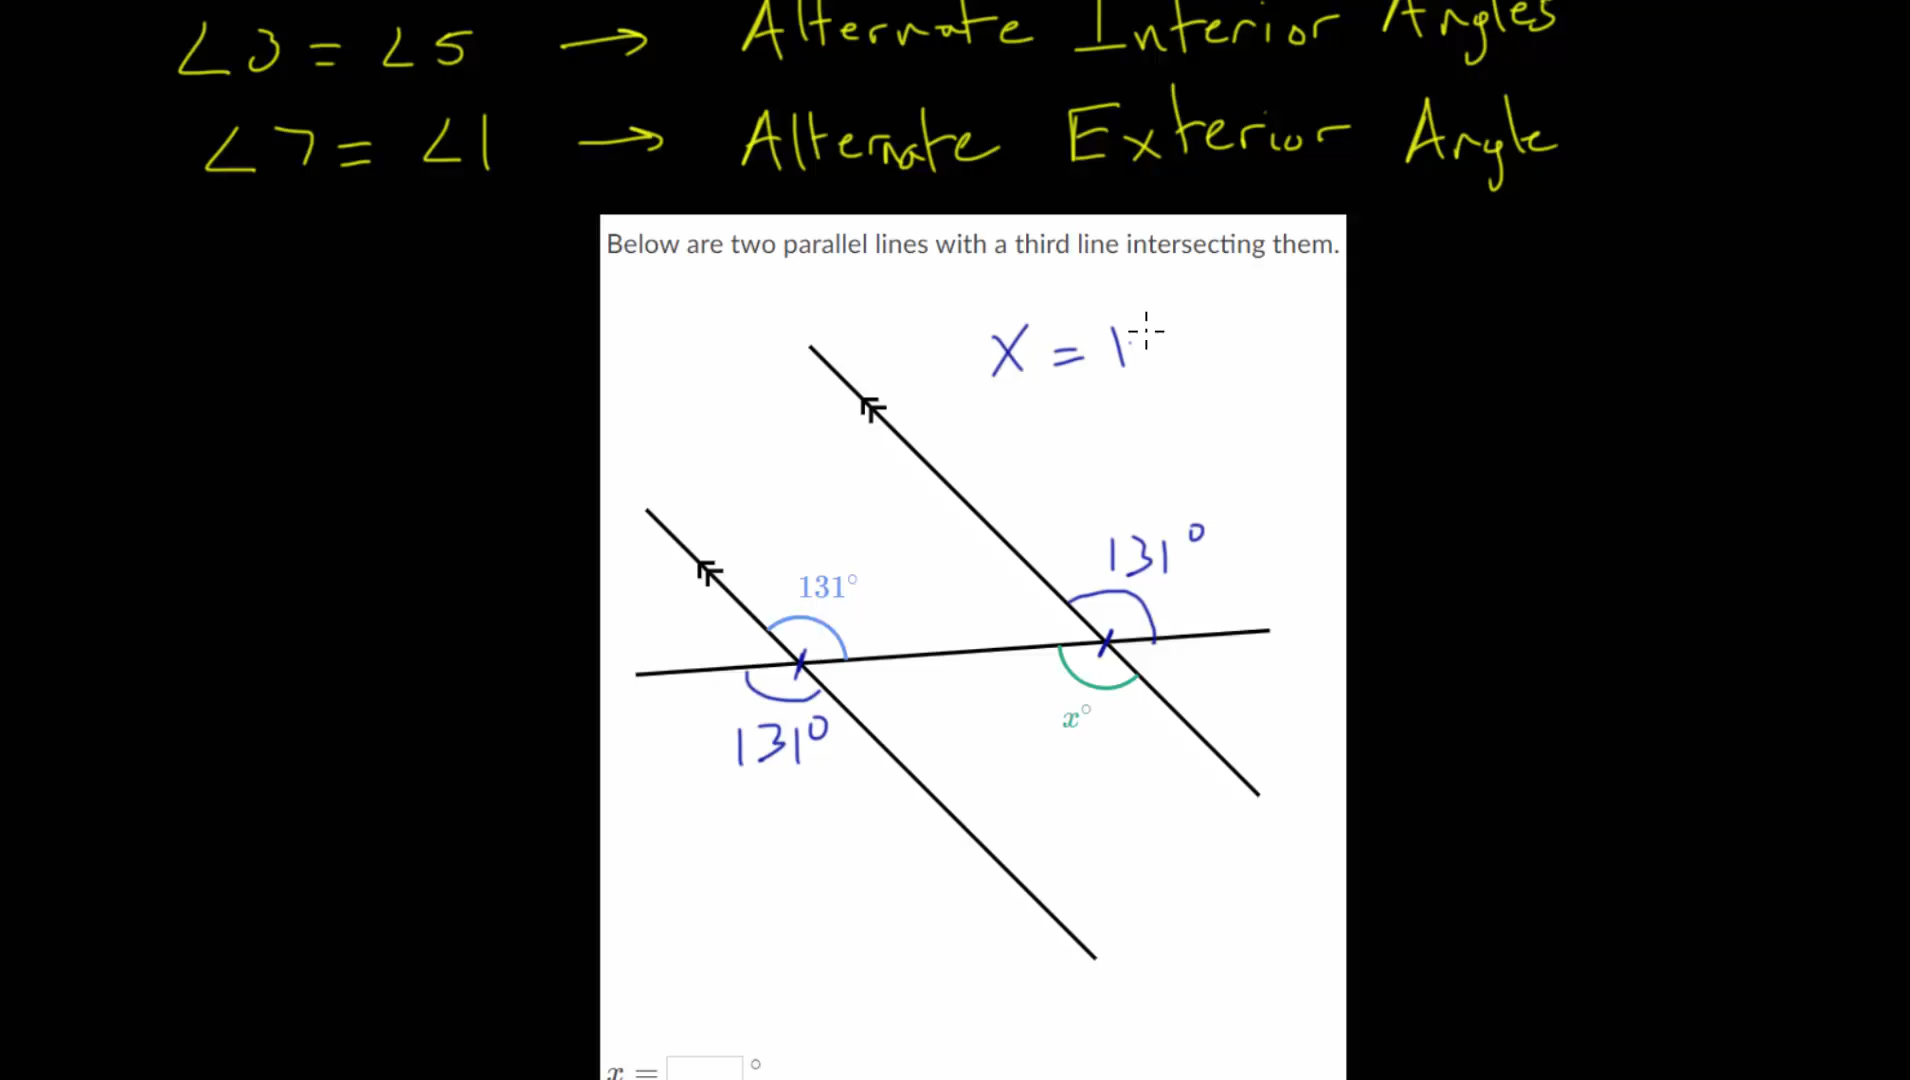 ∠3 = ∠5 → Alternate Interior Angles
∠7 = ∠1 → Alternate Exterior Angle
Below are two parallel lines with a third line intersecting them.
X = 1
131°
131°
x°
131°
x = °